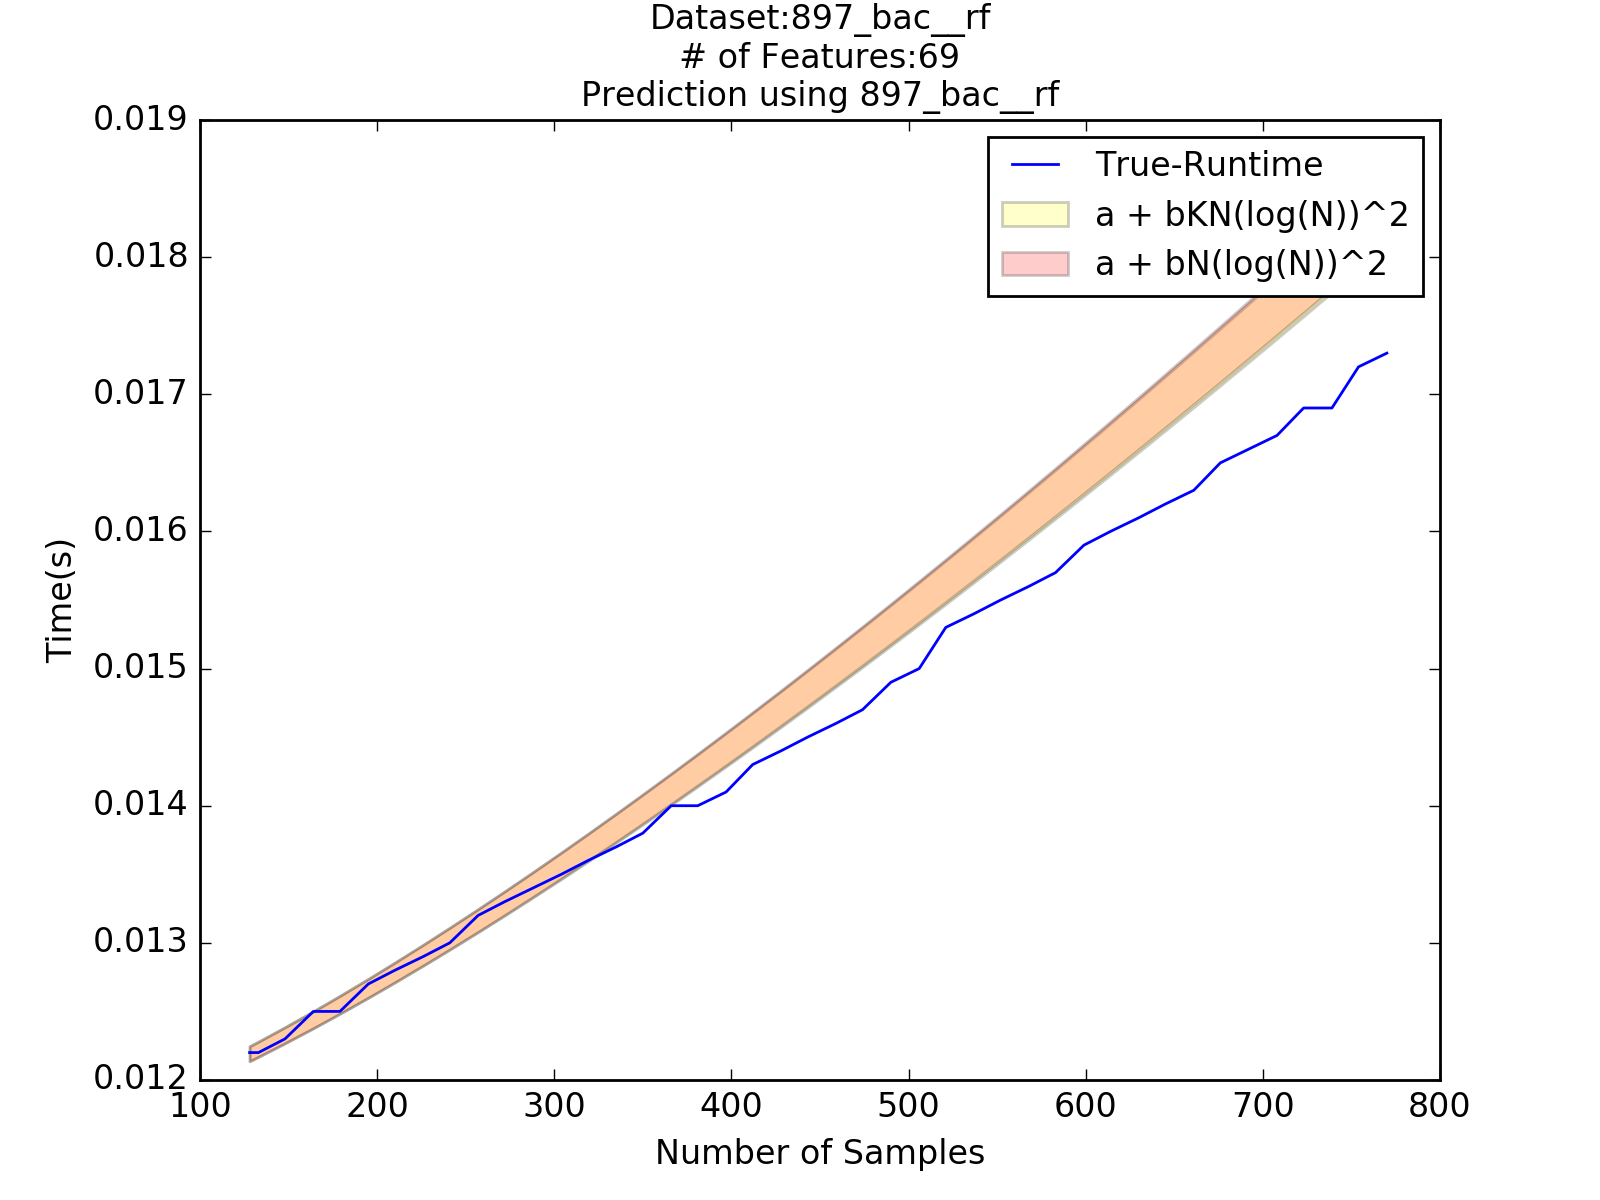 Dataset:897_bac__rf
# of Features:69
Prediction using 897_bac__rf
0.019
0.018
0.017
0.016
0.015
0.014
0.013
0.012
Time(s)
True-Runtime
a + bKN(log(N))^2
a + bN(log(N))^2
100 200 300 400 500 600 700 800
Number of Samples